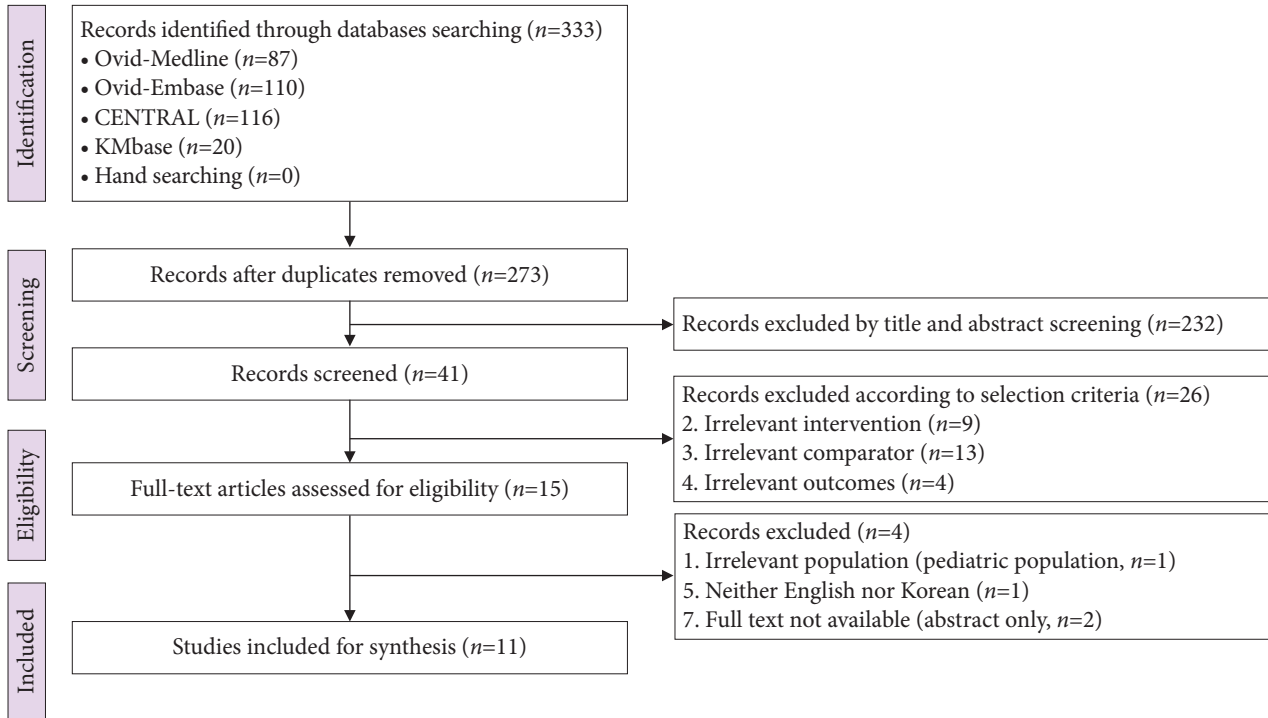 Identification
Records identified through databases searching (n=333)
• Ovid-Medline (n=87)
• Ovid-Embase (n=110)
• CENTRAL (n=116)
• KMbase (n=20)
• Hand searching (n=0)
Screening
Records after duplicates removed (n=273)
Records excluded by title and abstract screening (n=232)
Records screened (n=41)
Records excluded according to selection criteria (n=26)
2. Irrelevant intervention (n=9)
3. Irrelevant comparator (n=13)
4. Irrelevant outcomes (n=4)
Eligibility
Full-text articles assessed for eligibility (n=15)
Records excluded (n=4)
1. Irrelevant population (pediatric population, n=1)
5. Neither English nor Korean (n=1)
7. Full text not available (abstract only, n=2)
Included
Studies included for synthesis (n=11)